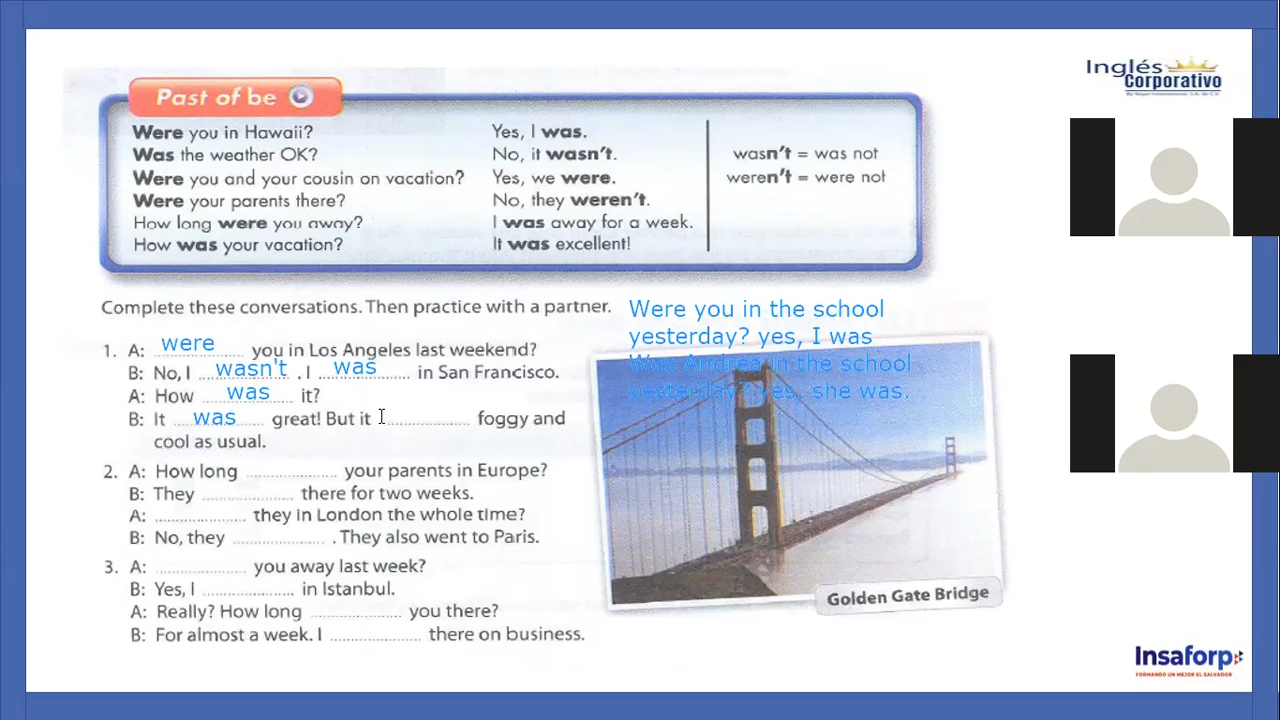 Past of be
Were you in Hawaii? Yes, I was.
Was the weather OK? No, it wasn't. wasn't = was not
Were you and your cousin on vacation? Yes, we were. weren't = were not
Were your parents there? No, they weren't.
How long were you away? I was away for a week.
How was your vacation? It was excellent!
Complete these conversations. Then practice with a partner.
Were you in the school
yesterday? yes, I was
Was Andrea in the school
yesterday? yes, she was.
1. A: were you in Los Angeles last weekend?
B: No, I wasn't . I was in San Francisco.
A: How was it?
B: It was great! But it ................ foggy and
cool as usual.
2. A: How long ................ your parents in Europe?
B: They ................ there for two weeks.
A: ................ they in London the whole time?
B: No, they ................ . They also went to Paris.
3. A: ................ you away last week?
B: Yes, I ................ in Istanbul.
A: Really? How long ................ you there?
B: For almost a week. I ................ there on business.
Golden Gate Bridge
Inglés
Corporativo
Insaforp
FORMANDO UN MEJOR EL SALVADOR